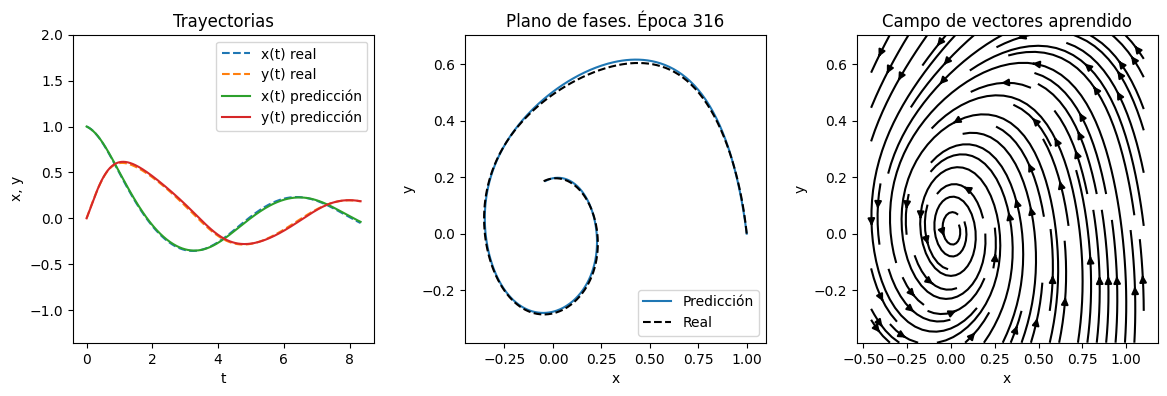 Trayectorias
2.0
1.5
1.0
0.5
0.0
−0.5
−1.0
x, y
0 2 4 6 8
t
x(t) real
y(t) real
x(t) predicción
y(t) predicción
Plano de fases. Época 316
0.6
0.4
0.2
0.0
−0.2
y
−0.25 0.00 0.25 0.50 0.75 1.00
x
Predicción
Real
Campo de vectores aprendido
0.6
0.4
0.2
0.0
−0.2
y
−0.50 −0.25 0.00 0.25 0.50 0.75 1.00
x